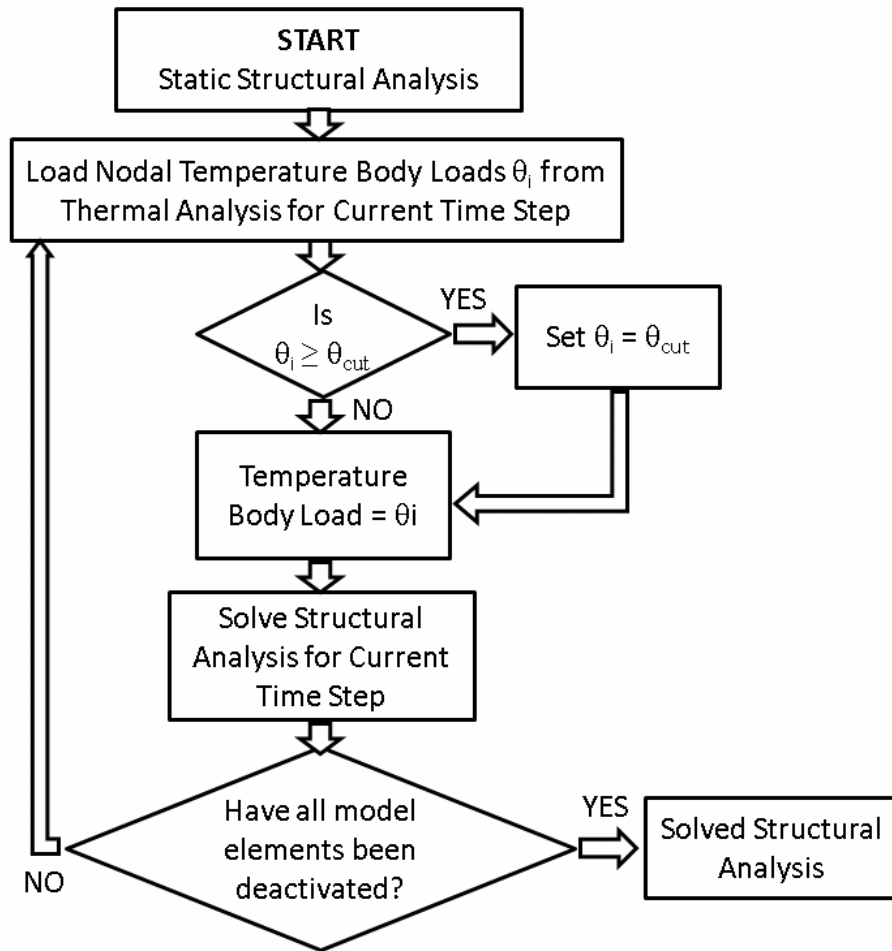 START
Static Structural Analysis
Load Nodal Temperature Body Loads θᵢ from
Thermal Analysis for Current Time Step
Is
θᵢ ≥ θcut
YES
Set θᵢ = θcut
NO
Temperature
Body Load = θi
Solve Structural
Analysis for Current
Time Step
Have all model
elements been
deactivated?
YES
Solved Structural
Analysis
NO